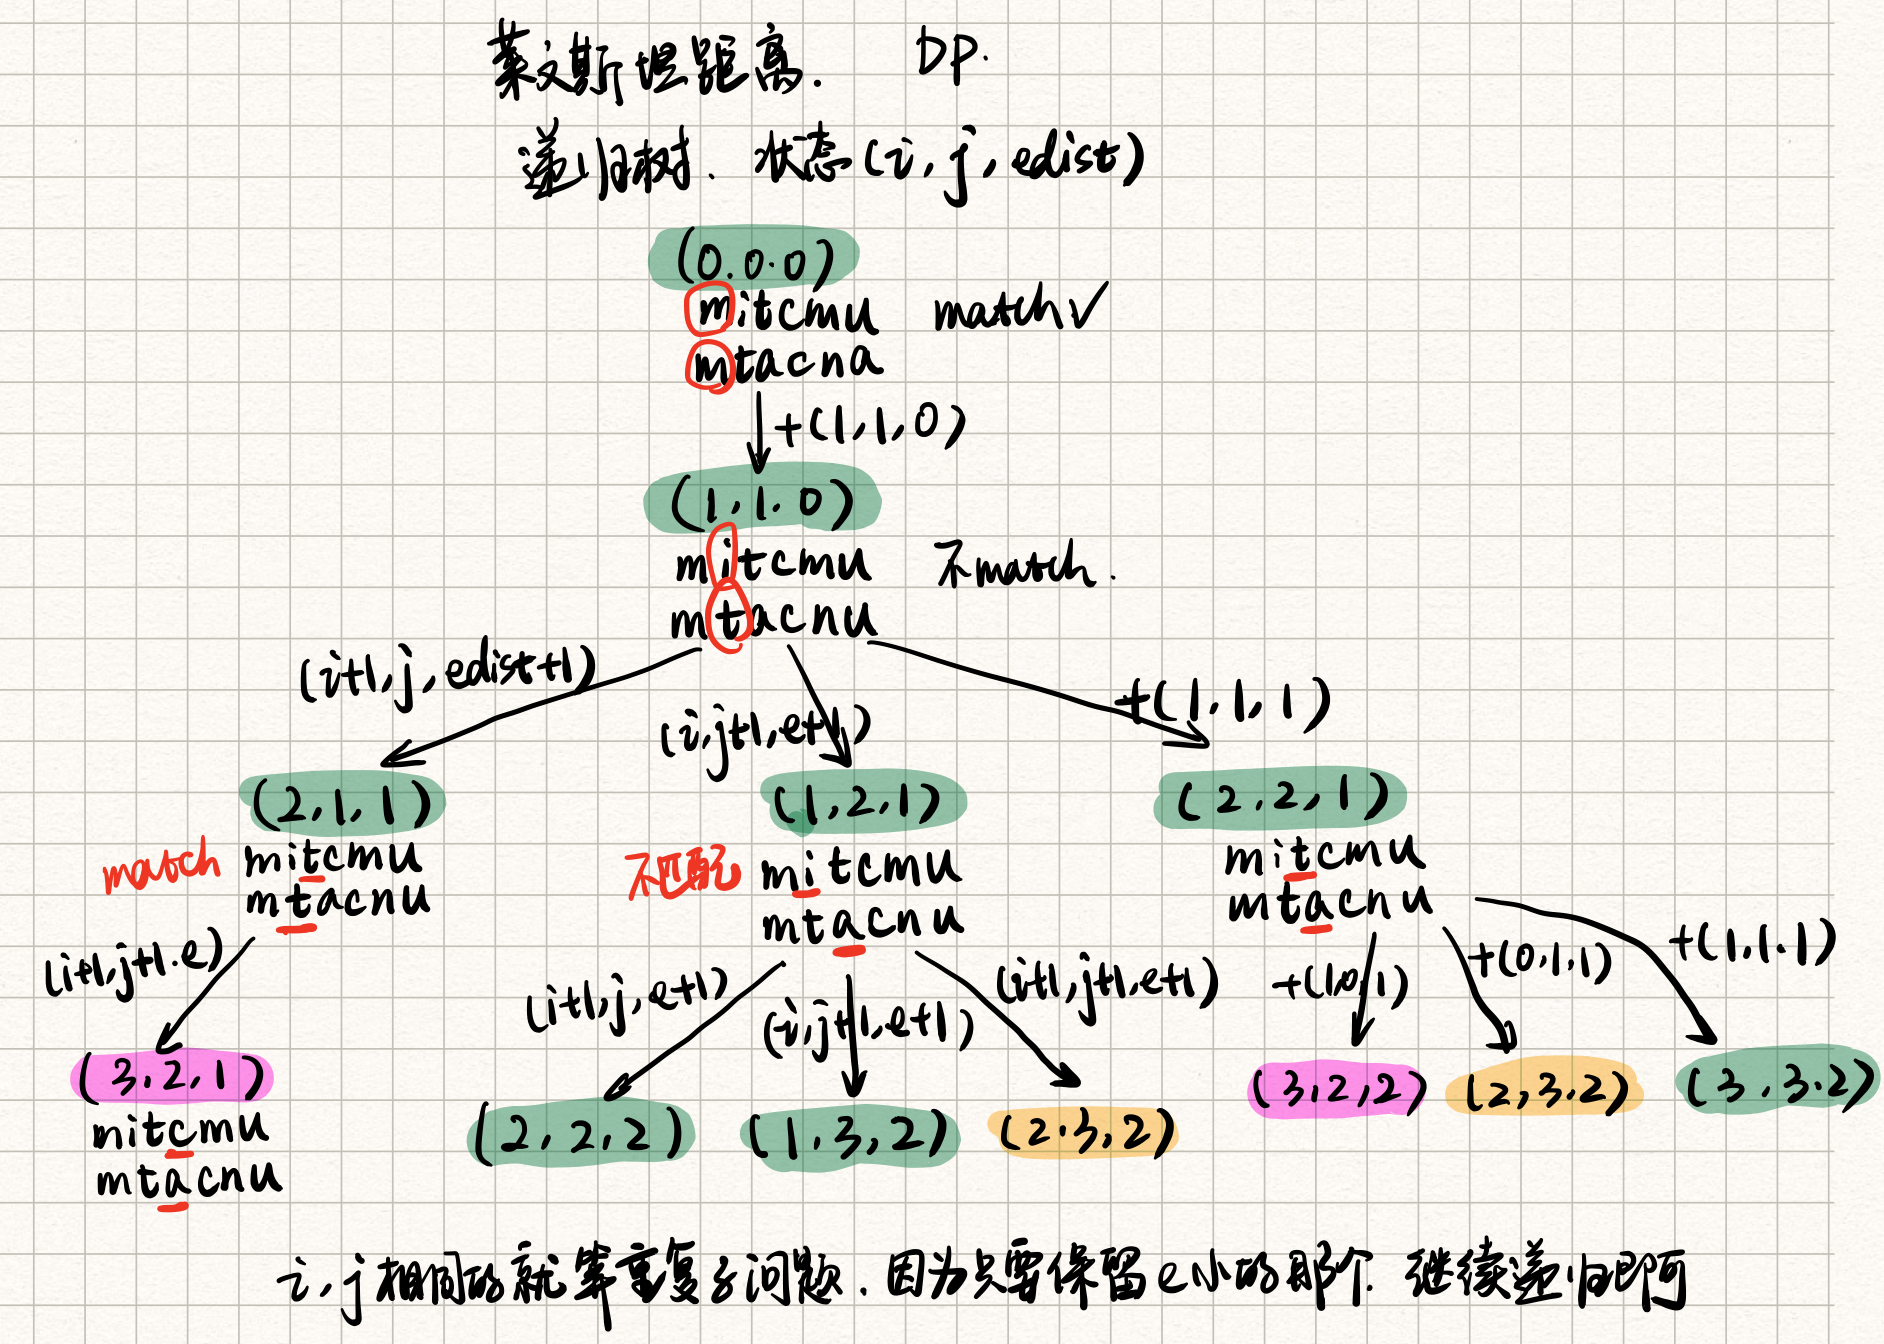 莱文斯坦距离. DP.
递归树. 状态(i, j, edist)
(0.0.0)
mitcmu match✓
mtacna
+(1,1,0)
(1,1.0)
mitcmu 不match.
mtacnu
(i+1,j,edist+1)
(i,j+1,e+1)
+(1.1,1)
(2,1,1)
(1,2,1)
(2.2,1)
match
mitcmu
mtacnu
不匹配
mitcmu
mtacnu
mitcmu
mtacnu
(i+1,j+1.e)
(i+1,j,e+1)
(i,j+1,e+1)
(i+1,j+1,e+1)
+(1,0,1)
+(0,1,1)
+(1,1.1)
(3.2,1)
mitcmu
mtacnu
(2,2,2)
(1.3,2)
(2.3,2)
(3,2,2)
(2,3.2)
(3,3.2)
i,j相同的就算重复子问题.因为只要保留e小的那个.继续递归即可